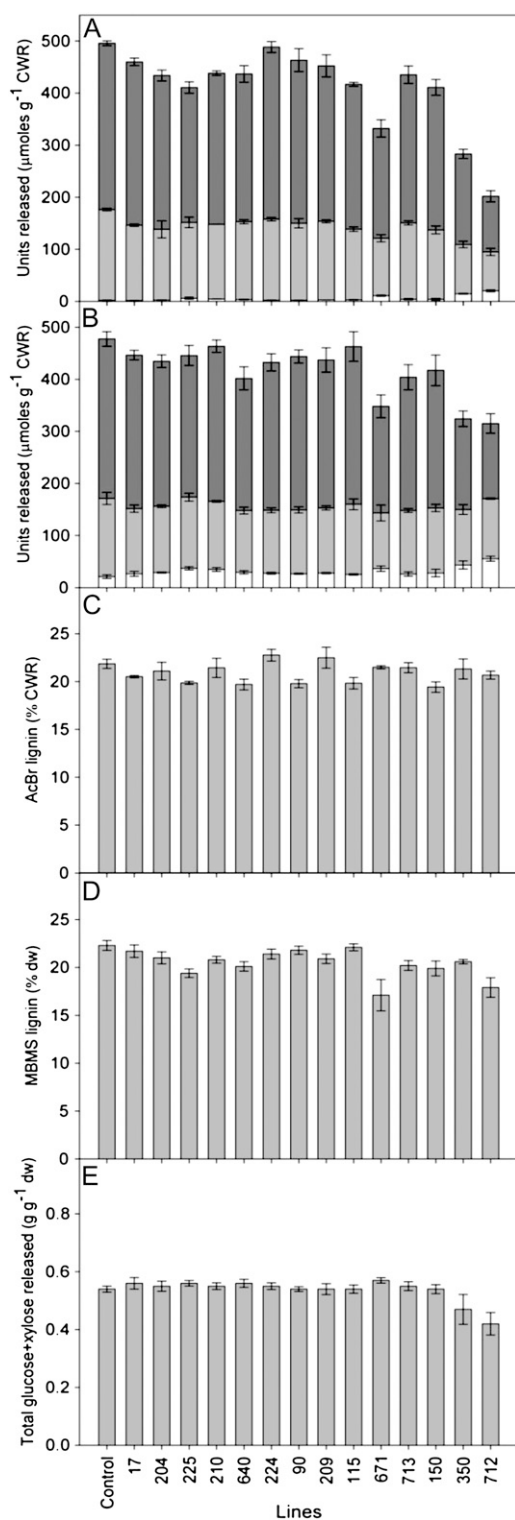 A
Units released (µmoles g⁻¹ CWR)
500
400
300
200
100
0
B
Units released (µmoles g⁻¹ CWR)
500
400
300
200
100
0
C
AcBr lignin (% CWR)
25
20
15
10
5
0
D
MBMS lignin (% dw)
25
20
15
10
5
0
E
Total glucose+xylose released (g g⁻¹ dw)
0.8
0.6
0.4
0.2
0.0
Control 17 204 225 210 640 224 90 209 115 671 713 150 350 712
Lines